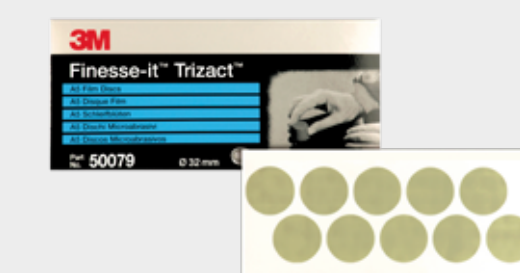 3M
Finesse-it™ Trizact™
A5 Film Discs
A5 Disque Film
A5 Schleifblüten
A5 Dischi Microabrasivi
A5 Discos Microabrasivos
Part No. 50079 Ø 32 mm